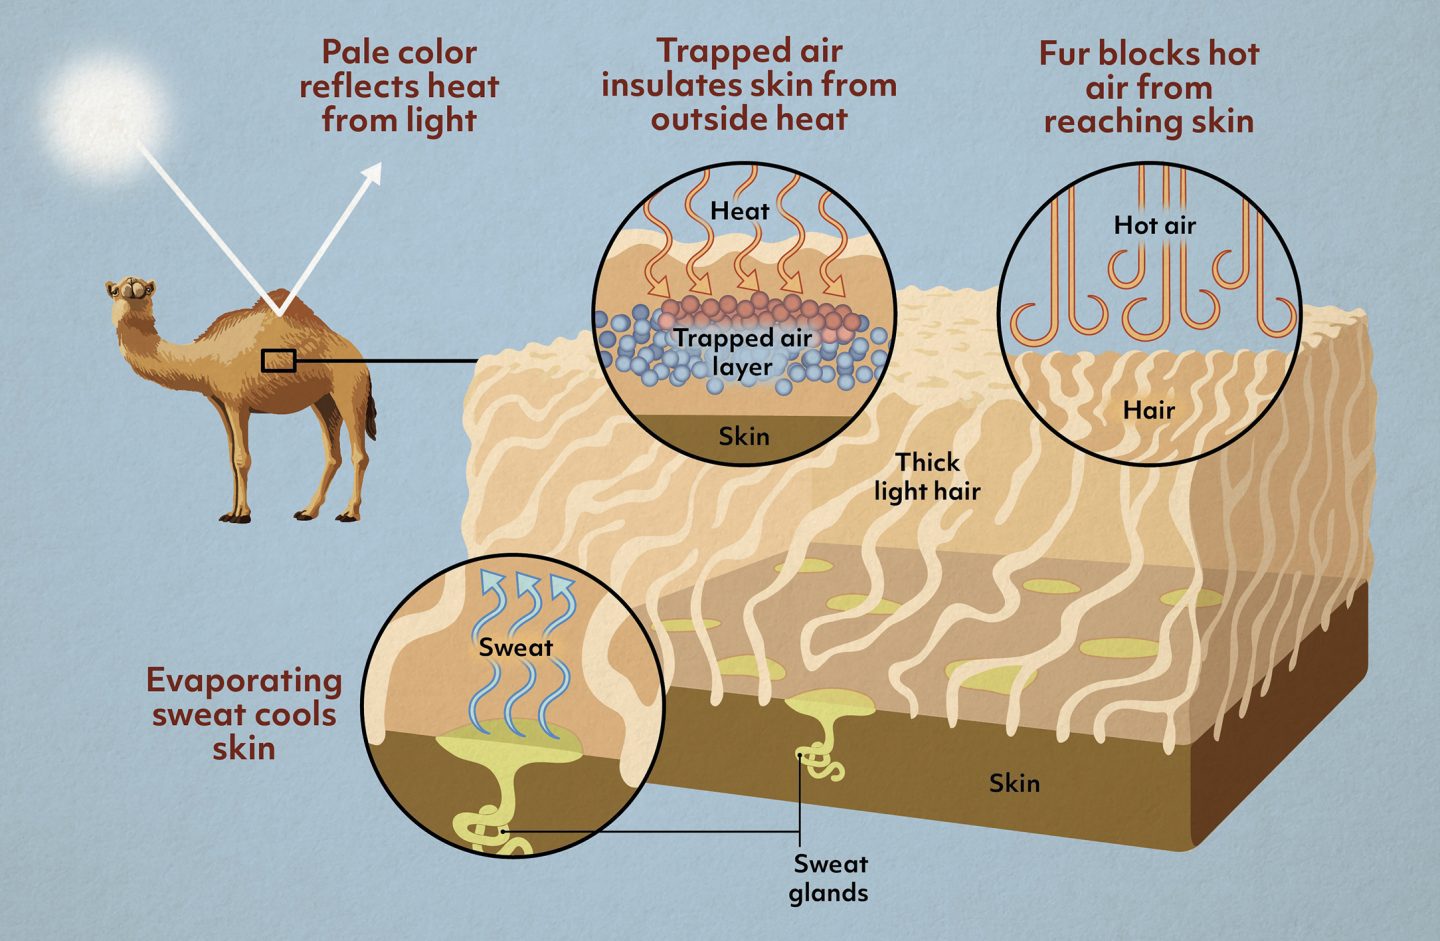 Pale color
reflects heat
from light
Trapped air
insulates skin from
outside heat
Fur blocks hot
air from
reaching skin
Heat
Trapped air
layer
Skin
Hot air
Hair
Thick
light hair
Sweat
Evaporating
sweat cools
skin
Skin
Sweat
glands